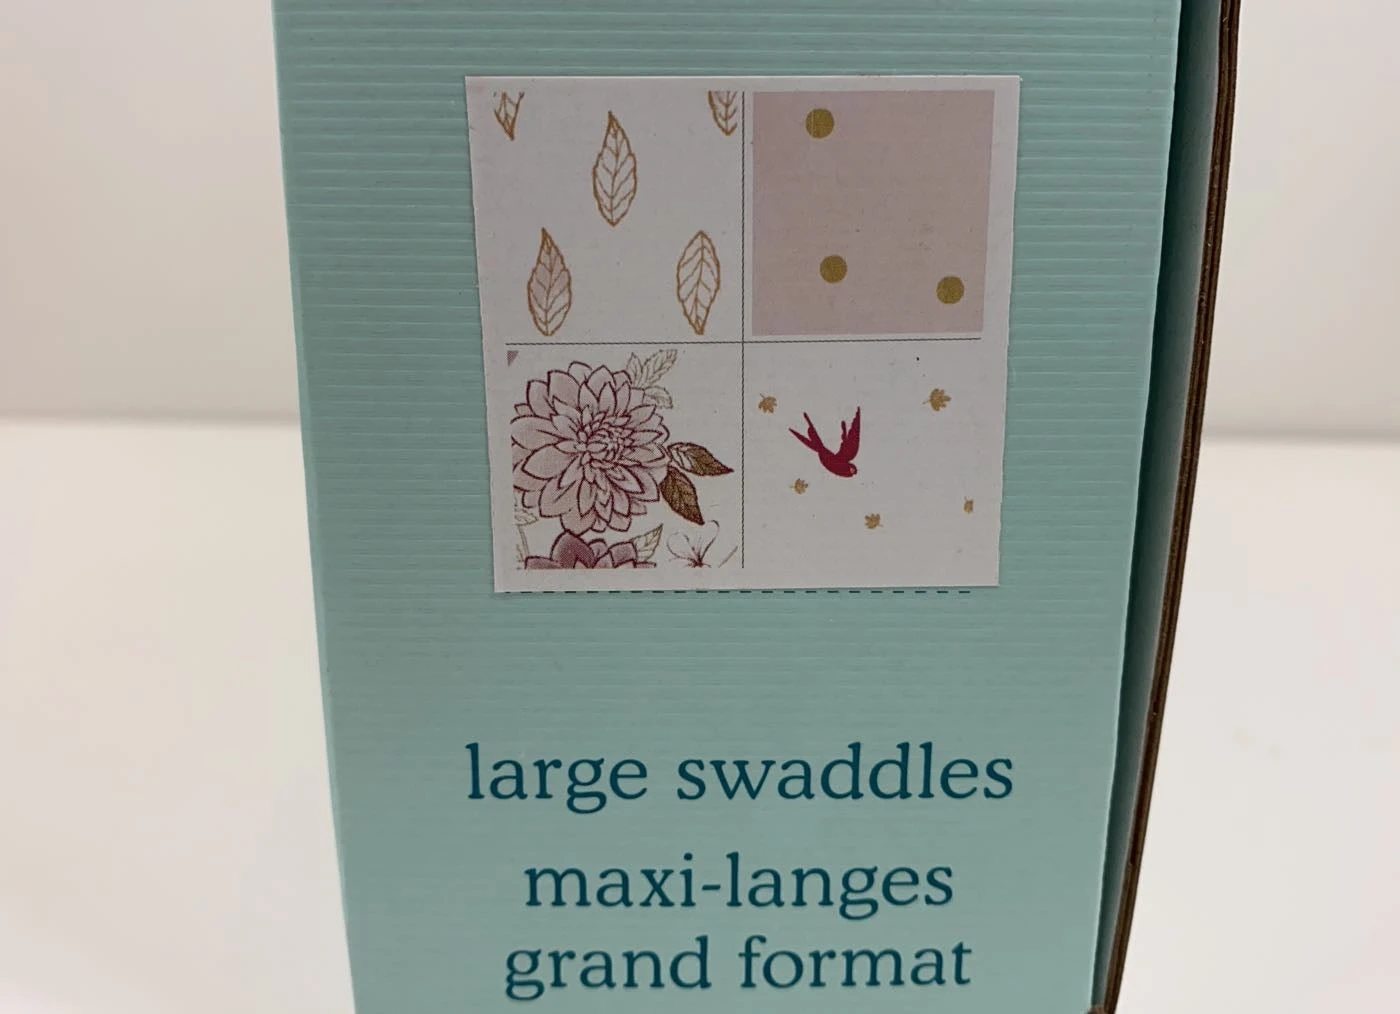 large swaddles
maxi-langes
grand format